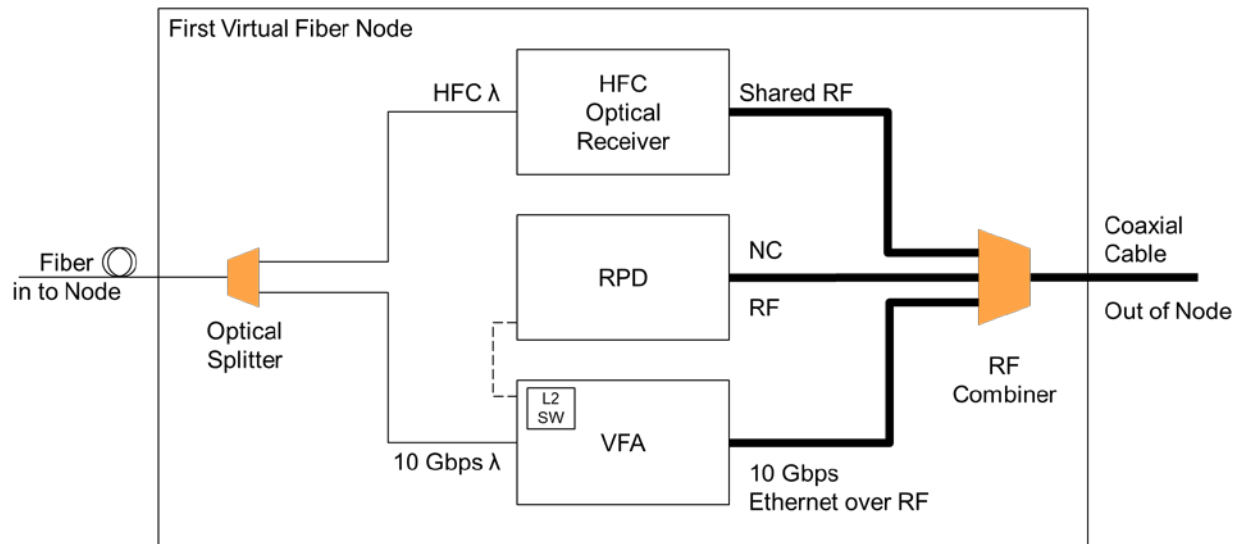 First Virtual Fiber Node
HFC λ
HFC
Optical
Receiver
Shared RF
Fiber
in to Node
Optical
Splitter
RPD
NC
RF
Coaxial
Cable
Out of Node
RF
Combiner
L2
SW
VFA
10 Gbps λ
10 Gbps
Ethernet over RF